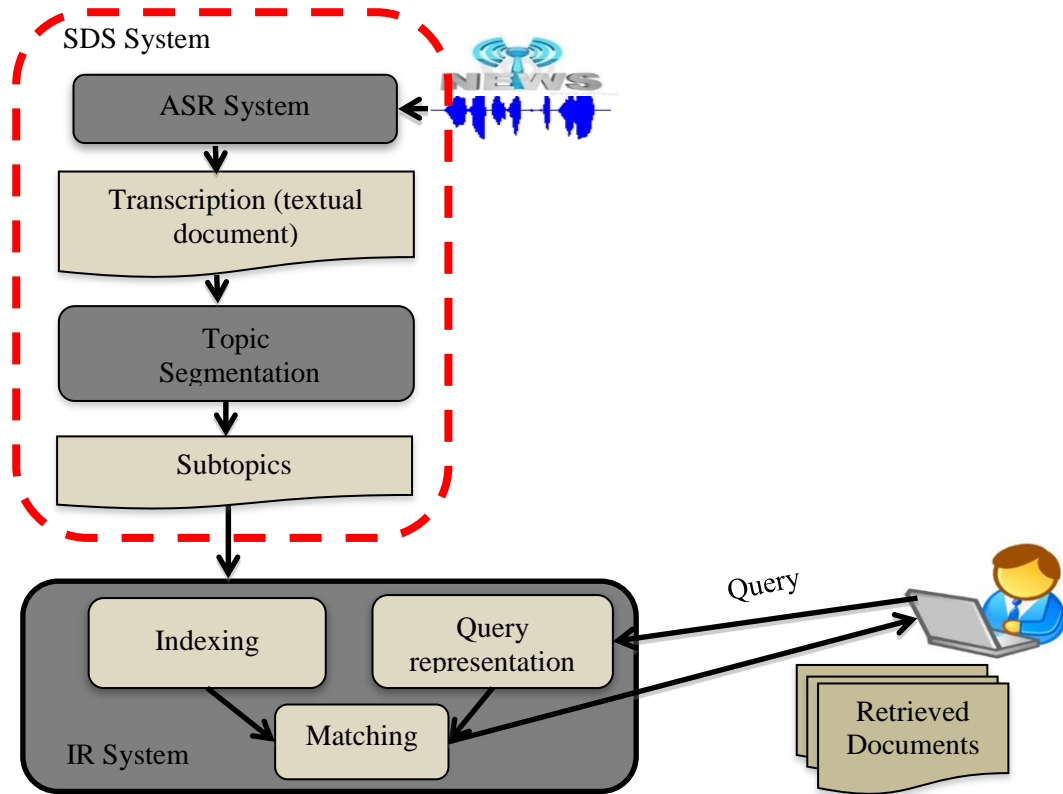 SDS System
NEWS
ASR System
Transcription (textual
document)
Topic
Segmentation
Subtopics
Query
Indexing
Query
representation
Matching
IR System
Retrieved
Documents